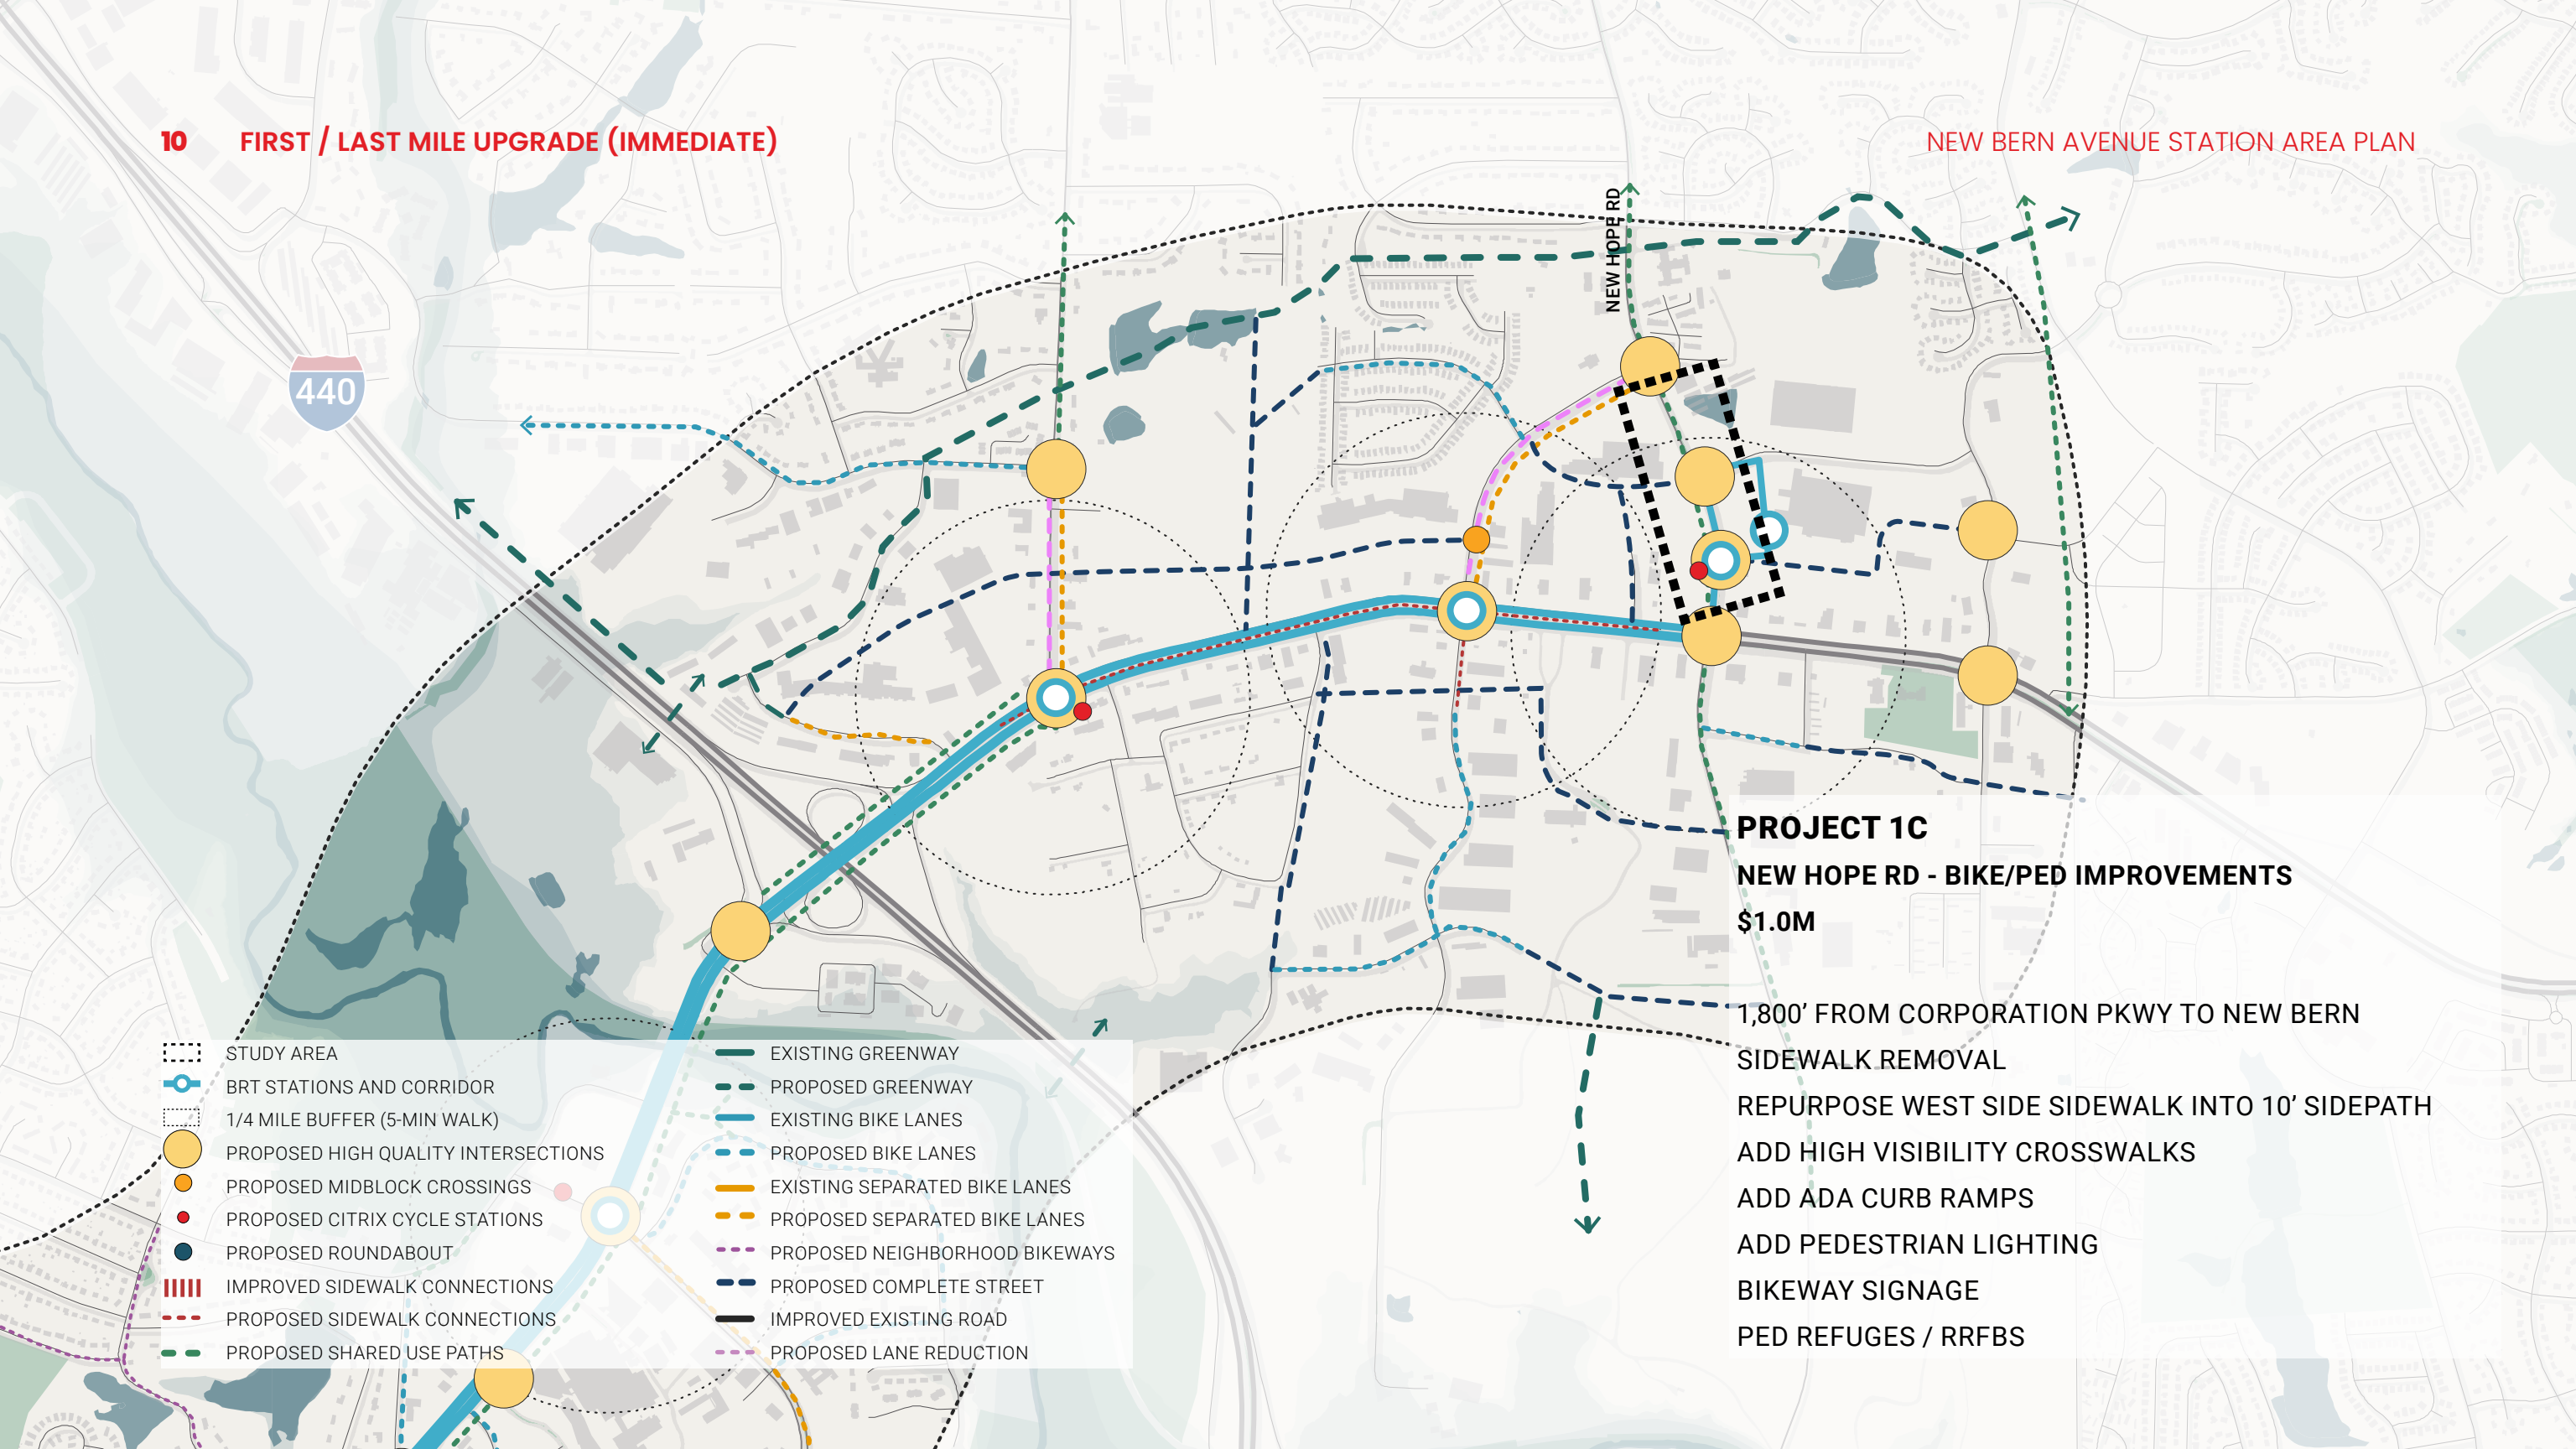 10 FIRST / LAST MILE UPGRADE (IMMEDIATE)
NEW BERN AVENUE STATION AREA PLAN
NEW HOPE RD
440
PROJECT 1C
NEW HOPE RD - BIKE/PED IMPROVEMENTS
$1.0M
1,800’ FROM CORPORATION PKWY TO NEW BERN
SIDEWALK REMOVAL
REPURPOSE WEST SIDE SIDEWALK INTO 10’ SIDEPATH
ADD HIGH VISIBILITY CROSSWALKS
ADD ADA CURB RAMPS
ADD PEDESTRIAN LIGHTING
BIKEWAY SIGNAGE
PED REFUGES / RRFBS
STUDY AREA
BRT STATIONS AND CORRIDOR
1/4 MILE BUFFER (5-MIN WALK)
PROPOSED HIGH QUALITY INTERSECTIONS
PROPOSED MIDBLOCK CROSSINGS
PROPOSED CITRIX CYCLE STATIONS
PROPOSED ROUNDABOUT
IMPROVED SIDEWALK CONNECTIONS
PROPOSED SIDEWALK CONNECTIONS
PROPOSED SHARED USE PATHS
EXISTING GREENWAY
PROPOSED GREENWAY
EXISTING BIKE LANES
PROPOSED BIKE LANES
EXISTING SEPARATED BIKE LANES
PROPOSED SEPARATED BIKE LANES
PROPOSED NEIGHBORHOOD BIKEWAYS
PROPOSED COMPLETE STREET
IMPROVED EXISTING ROAD
PROPOSED LANE REDUCTION